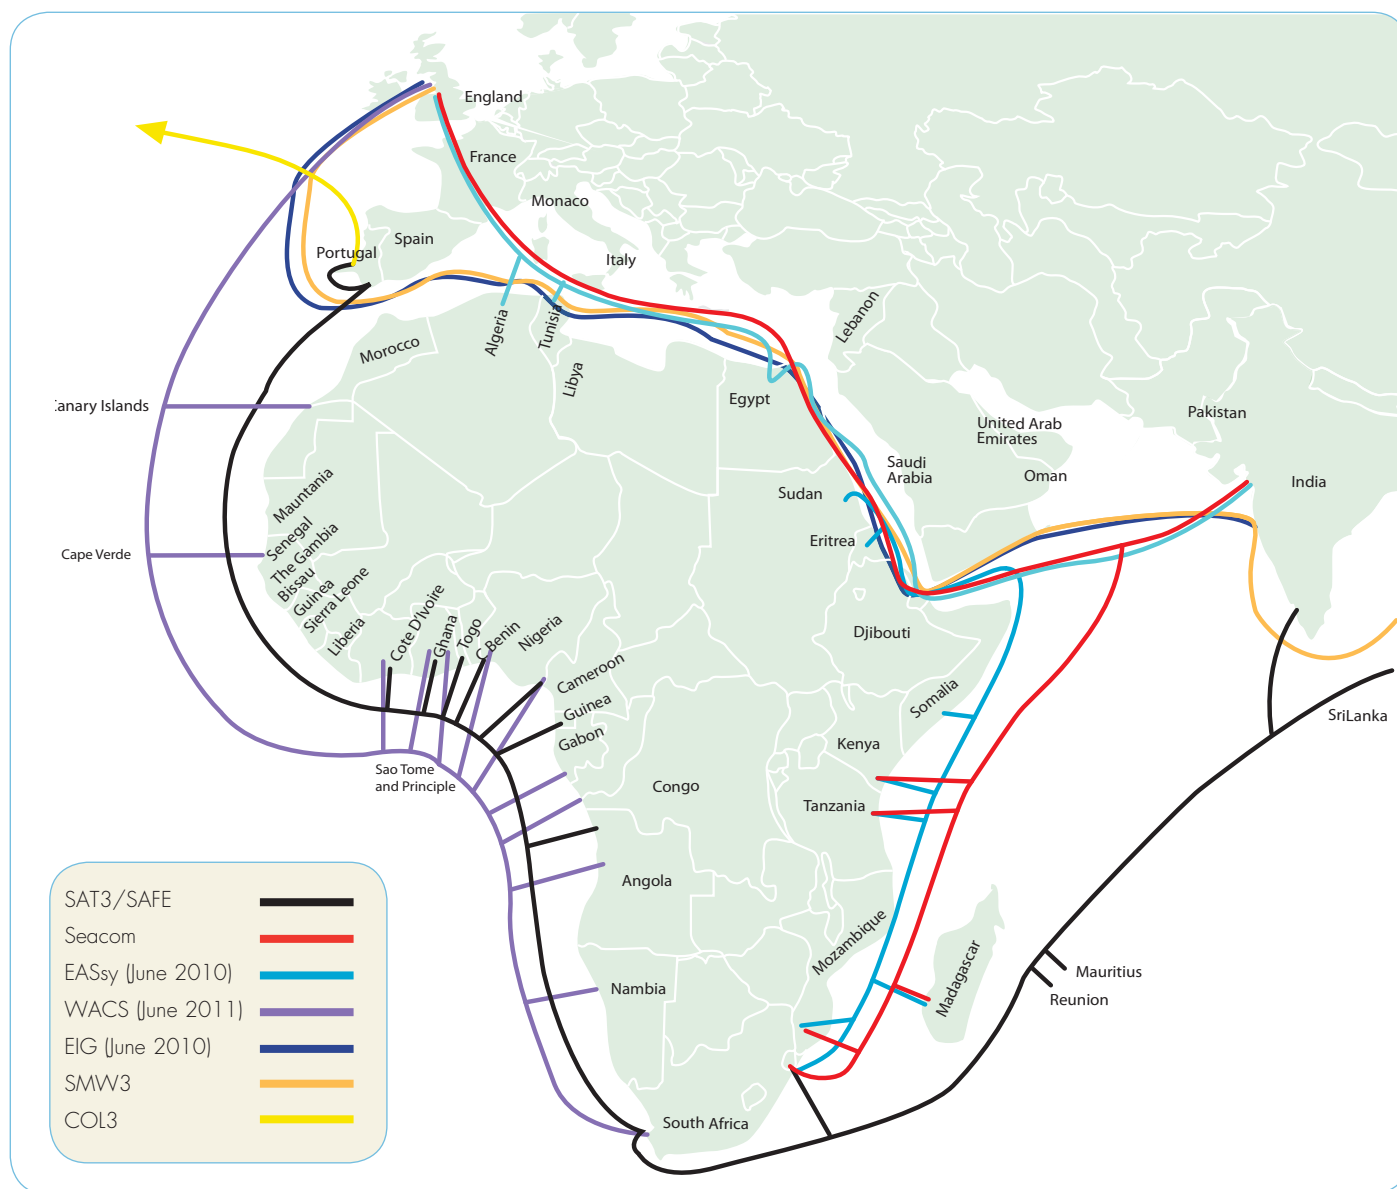 England
France
Monaco
Portugal
Spain
Italy
Lebanon
Algeria
Tunisia
Morocco
Libya
Egypt
:anary Islands
United Arab
Emirates
Pakistan
Saudi
Arabia
Oman
India
Sudan
Mauntania
Senegal
Eritrea
Cape Verde
The Gambia
Bissau
Guinea
Sierra Leone
Liberia
Cote D'Ivoire
Ghana
Togo
C Benin
Nigeria
Djibouti
Cameroon
Guinea
Gabon
Somalia
SriLanka
Kenya
Sao Tome
and Principle
Congo
Tanzania
Angola
Mozambique
Madagascar
Mauritius
Reunion
Nambia
South Africa
SAT3/SAFE
Seacom
EASsy (June 2010)
WACS (June 2011)
EIG (June 2010)
SMW3
COL3